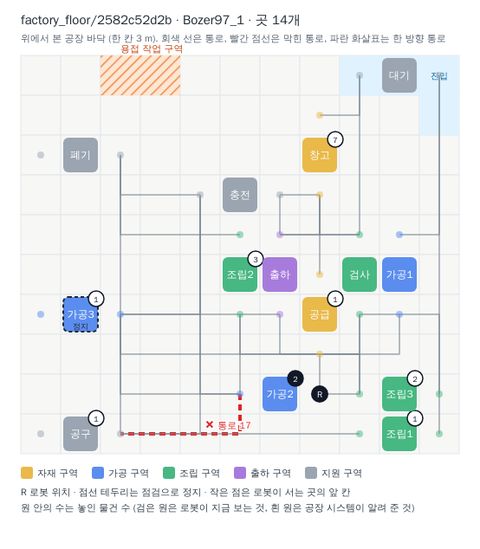 factory_floor/2582c52d2b · Bozer97_1 · 곳 14개
위에서 본 공장 바닥 (한 칸 3 m). 회색 선은 통로, 빨간 점선은 막힌 통로, 파란 화살표는 한 방향 통로
용접 작업 구역
대기
7
폐기
창고
충전
3
조립2
출하
검사
가공1
1
1
가공3
정지
공급
2
2
가공2
R
조립3
1
1
공구
✖ 통로 17
조립1
자재 구역
가공 구역
조립 구역
출하 구역
지원 구역
R 로봇 위치 · 점선 테두리는 점검으로 정지 · 작은 점은 로봇이 서는 곳의 앞 칸
원 안의 수는 놓인 물건 수 (검은 원은 로봇이 지금 보는 것, 흰 원은 공장 시스템이 알려 준 것)